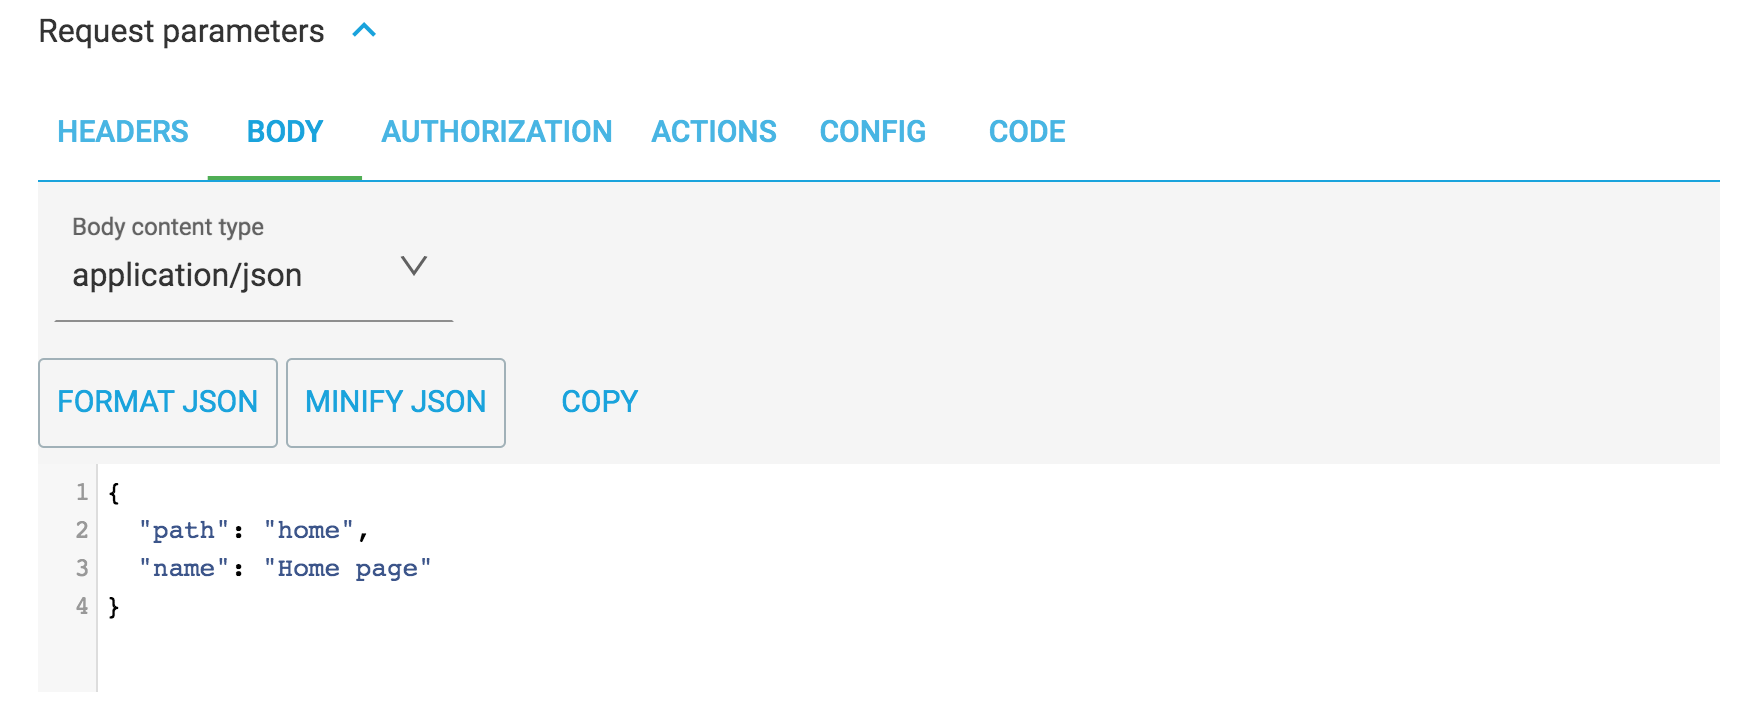 Request parameters
HEADERS BODY AUTHORIZATION ACTIONS CONFIG CODE
Body content type
application/json
FORMAT JSON MINIFY JSON COPY
1 {
2   "path": "home",
3   "name": "Home page"
4 }